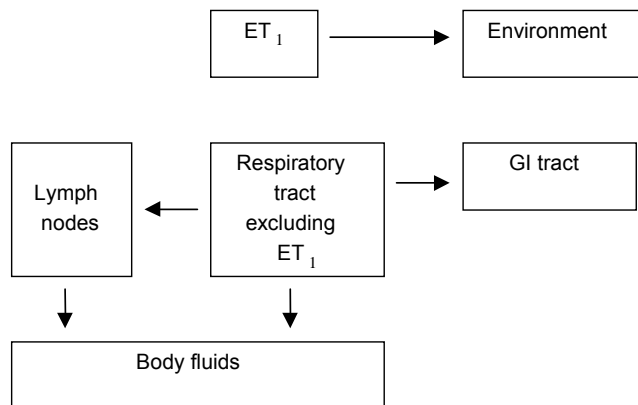 ET 1
Environment
Lymph
nodes
Respiratory
tract
excluding
ET 1
GI tract
Body fluids